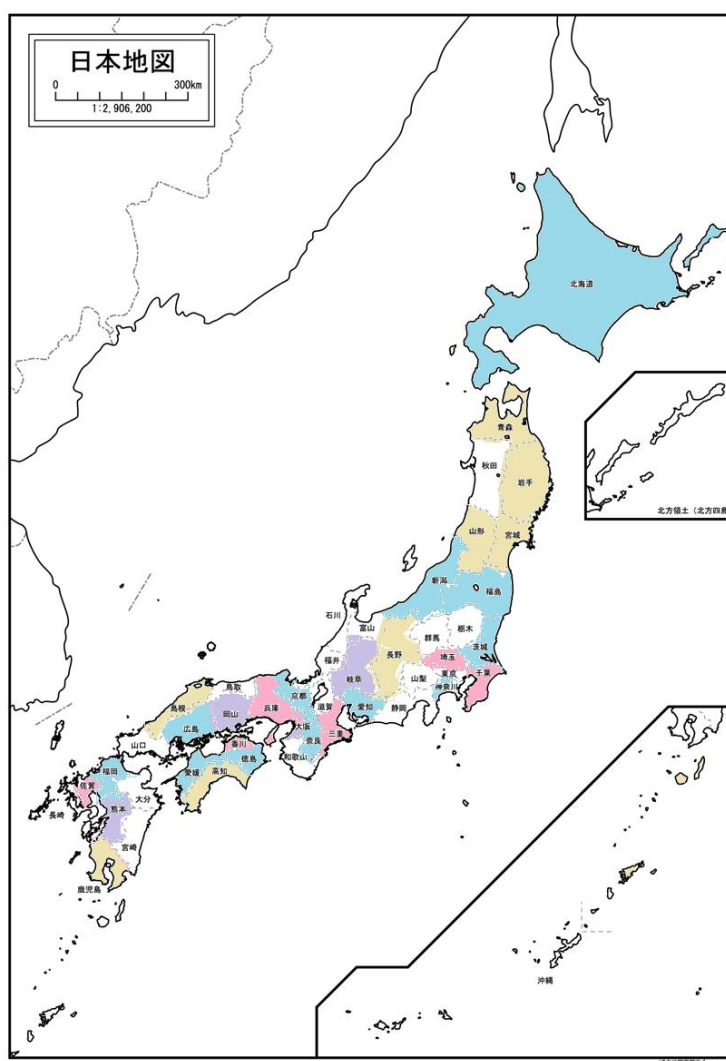 日本地図
0 300km
1:2,906,200
北海道
青森
秋田
岩手
北方領土(北方四島
山形
宮城
新潟
福島
石川
富山
群馬
栃木
茨城
福井
長野
埼玉
岐阜
山梨
東京
千葉
神奈川
鳥取
京都
滋賀
愛知
静岡
島根
岡山
兵庫
広島
大阪
奈良
三重
山口
香川
徳島
和歌山
福岡
愛媛
高知
佐賀
大分
長崎
熊本
宮崎
鹿児島
沖縄